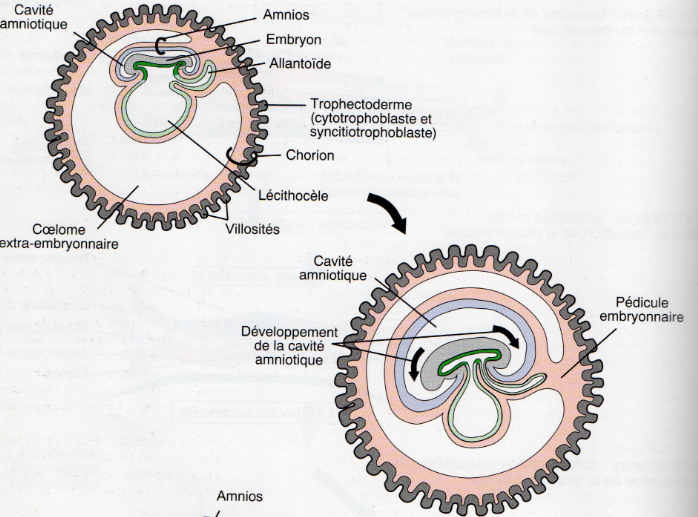 Cavité
amniotique
Amnios
Embryon
Allantoïde
Trophectoderme
(cytotrophoblaste et
syncitiotrophoblaste)
Chorion
Lécithocèle
Villosités
Cœlome
extra-embryonnaire
Cavité
amniotique
Pédicule
embryonnaire
Développement
de la cavité
amniotique
Amnios